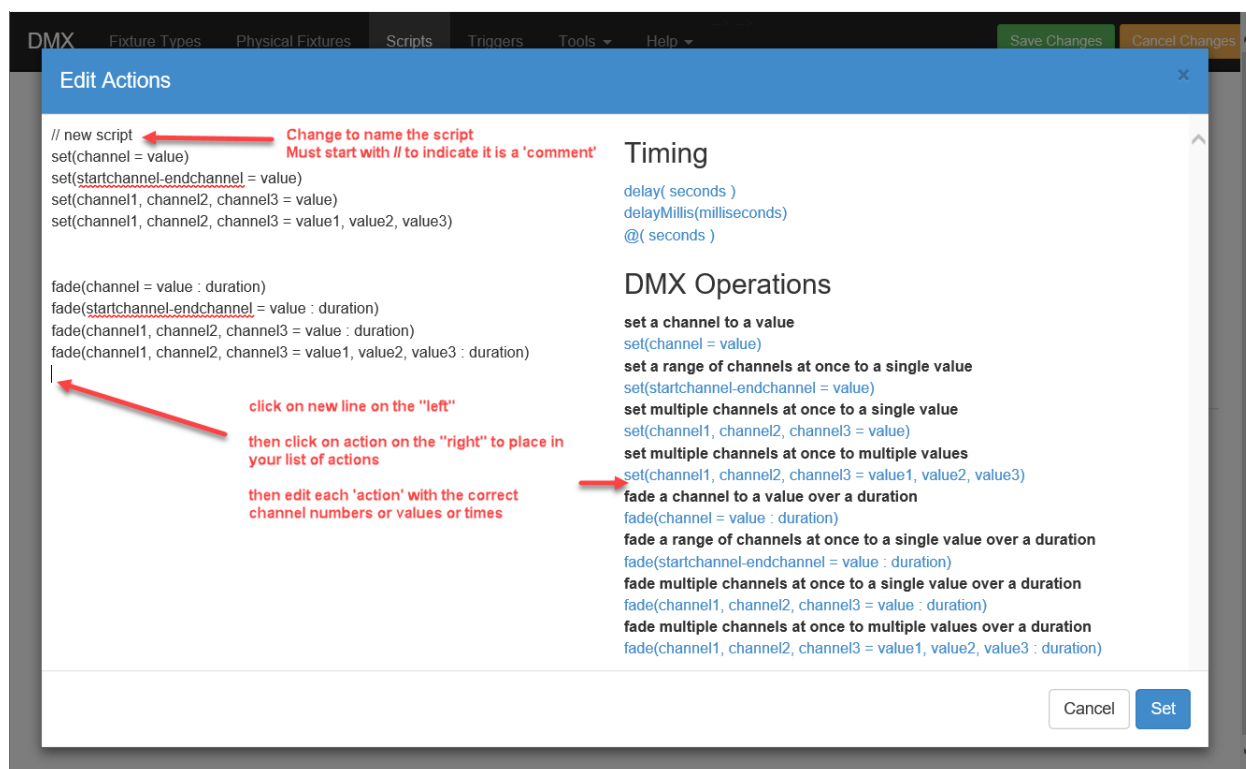 DMX Fixture Types Physical Fixtures Scripts Triggers Tools Help Save Changes Cancel Changes
Edit Actions ×
// new script
set(channel = value)
set(startchannel-endchannel = value)
set(channel1, channel2, channel3 = value)
set(channel1, channel2, channel3 = value1, value2, value3)
fade(channel = value : duration)
fade(startchannel-endchannel = value : duration)
fade(channel1, channel2, channel3 = value : duration)
fade(channel1, channel2, channel3 = value1, value2, value3 : duration)
Change to name the script
Must start with // to indicate it is a 'comment'
click on new line on the "left"
then click on action on the "right" to place in
your list of actions
then edit each 'action' with the correct
channel numbers or values or times
Timing
delay( seconds )
delayMillis(milliseconds)
@( seconds )
DMX Operations
set a channel to a value
set(channel = value)
set a range of channels at once to a single value
set(startchannel-endchannel = value)
set multiple channels at once to a single value
set(channel1, channel2, channel3 = value)
set multiple channels at once to multiple values
set(channel1, channel2, channel3 = value1, value2, value3)
fade a channel to a value over a duration
fade(channel = value : duration)
fade a range of channels at once to a single value over a duration
fade(startchannel-endchannel = value : duration)
fade multiple channels at once to a single value over a duration
fade(channel1, channel2, channel3 = value : duration)
fade multiple channels at once to multiple values over a duration
fade(channel1, channel2, channel3 = value1, value2, value3 : duration)
Cancel Set